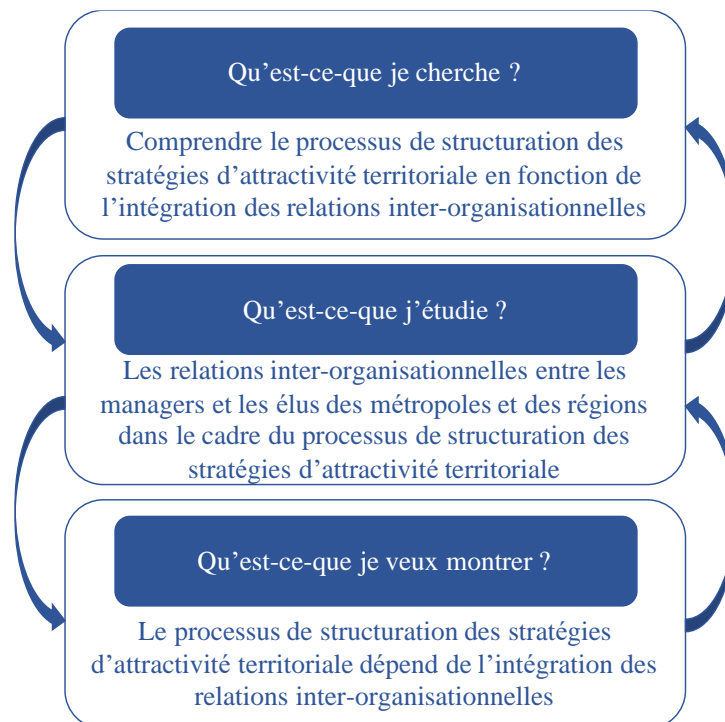 Qu’est-ce-que je cherche ?
Comprendre le processus de structuration des
stratégies d’attractivité territoriale en fonction de
l’intégration des relations inter-organisationnelles
Qu’est-ce-que j’étudie ?
Les relations inter-organisationnelles entre les
managers et les élus des métropoles et des régions
dans le cadre du processus de structuration des
stratégies d’attractivité territoriale
Qu’est-ce-que je veux montrer ?
Le processus de structuration des stratégies
d’attractivité territoriale dépend de l’intégration des
relations inter-organisationnelles